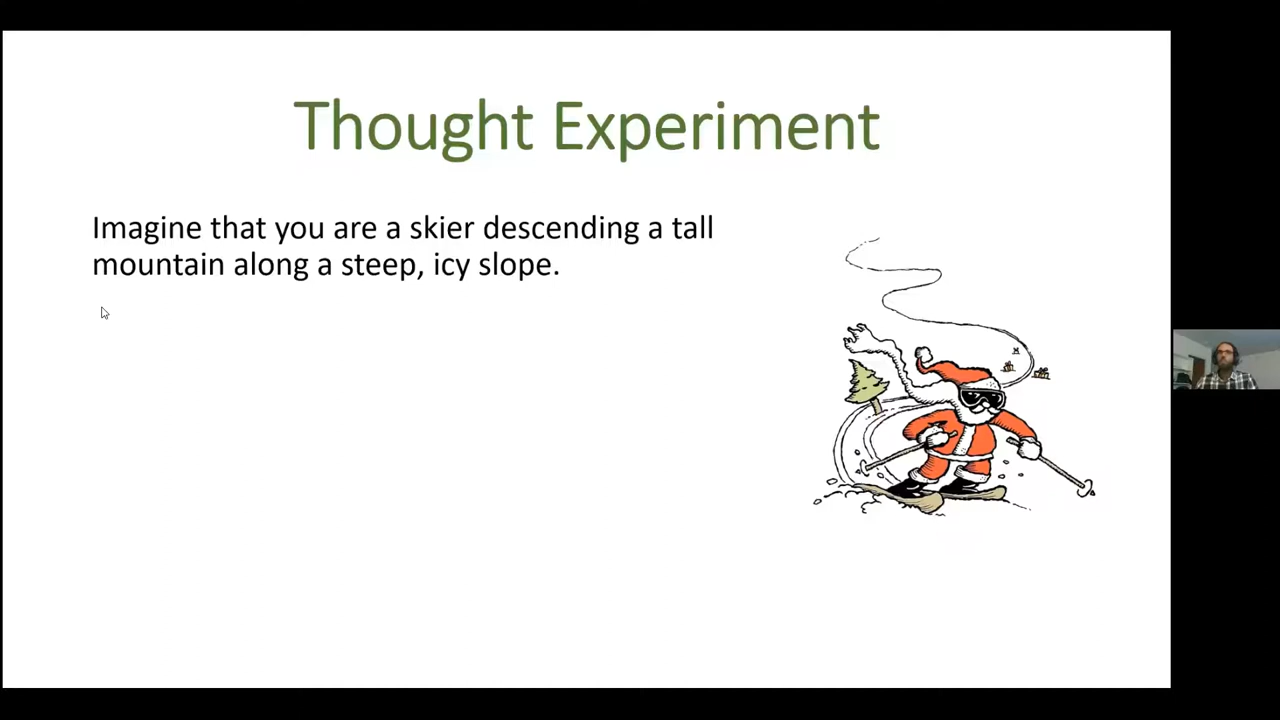 Thought Experiment
Imagine that you are a skier descending a tall
mountain along a steep, icy slope.